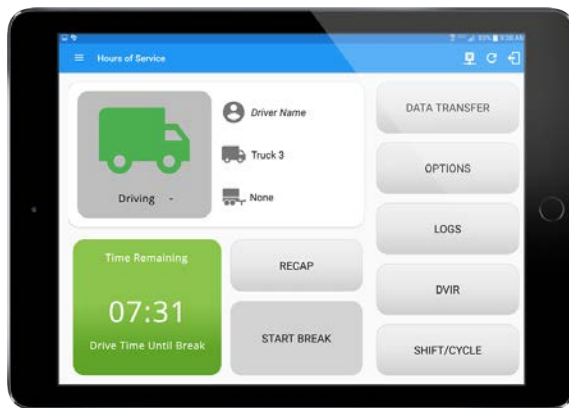 Hours of Service
Driver Name
Truck 3
None
Driving -
DATA TRANSFER
OPTIONS
LOGS
DVIR
SHIFT/CYCLE
Time Remaining
07:31
Drive Time Until Break
RECAP
START BREAK